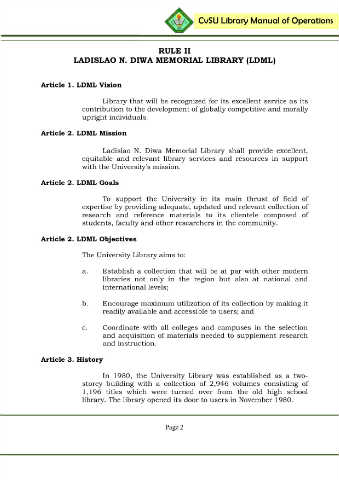 CvSU Library Manual of Operations
RULE II
LADISLAO N. DIWA MEMORIAL LIBRARY (LDML)
Article 1. LDML Vision
Library that will be recognized for its excellent service as its
contribution to the development of globally competitive and morally
upright individuals
Article 2. LDML Mission
Ladislao N. Diwa Memorial Library shall provide excellent,
equitable and relevant library services and resources in support
with the University's mission.
Article 2. LDML Goals
To support the University in its main thrust of field of
expertise by providing adequate, updated and relevant collection of
research and reference materials to its clientele composed of
students, faculty and other researchers in the community.
Article 2. LDML Objectives
The University Library aims to:
a. Establish a collection that will be at par with other modern
libraries not only in the region but also at national and
international levels;
b. Encourage maximum utilization of its collection by making it
readily available and accessible to users; and
c. Coordinate with all colleges and campuses in the selection
and acquisition of materials needed to supplement research
and instruction.
Article 3. History
In 1980, the University Library was established as a two-
storey building with a collection of 2,946 volumes consisting of
1,196 titles which were turned over from the old high school
library. The library opened its door to users in November 1980.
Page 2